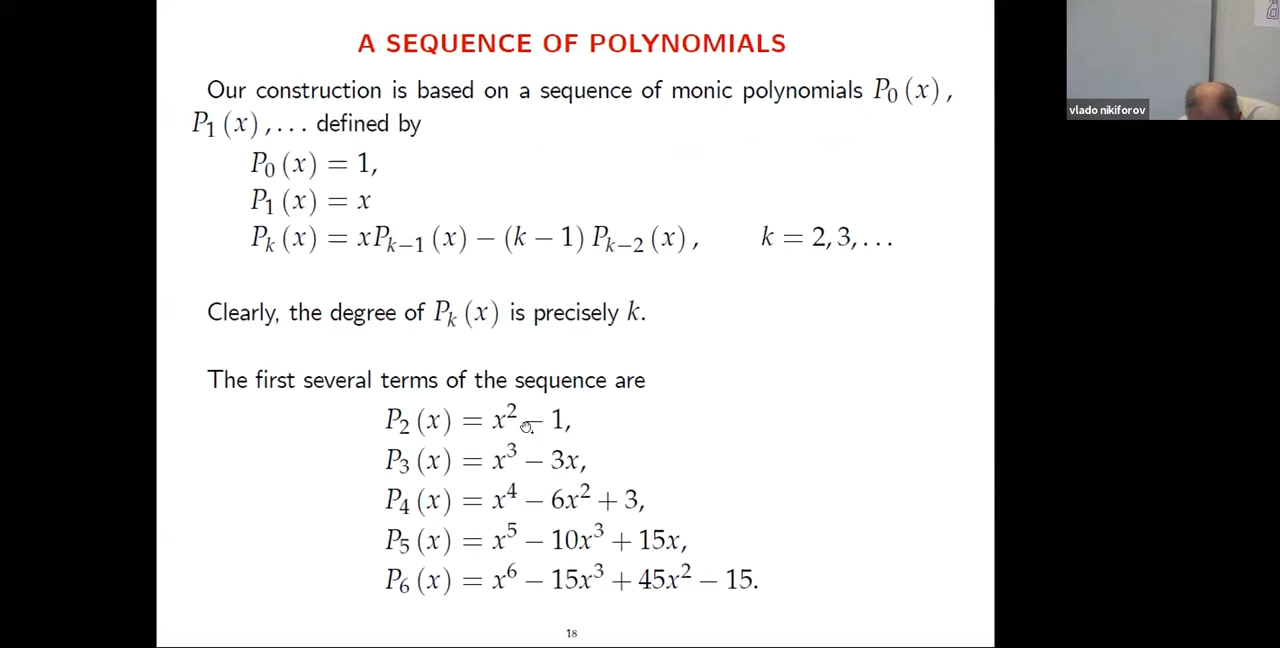 A SEQUENCE OF POLYNOMIALS
Our construction is based on a sequence of monic polynomials P₀(x),
P₁(x), ... defined by
P₀(x) = 1,
P₁(x) = x
Pₖ(x) = xPₖ₋₁(x) − (k − 1) Pₖ₋₂(x), k = 2, 3, ...
Clearly, the degree of Pₖ(x) is precisely k.
The first several terms of the sequence are
P₂(x) = x² − 1,
P₃(x) = x³ − 3x,
P₄(x) = x⁴ − 6x² + 3,
P₅(x) = x⁵ − 10x³ + 15x,
P₆(x) = x⁶ − 15x³ + 45x² − 15.
18
vlado nikiforov